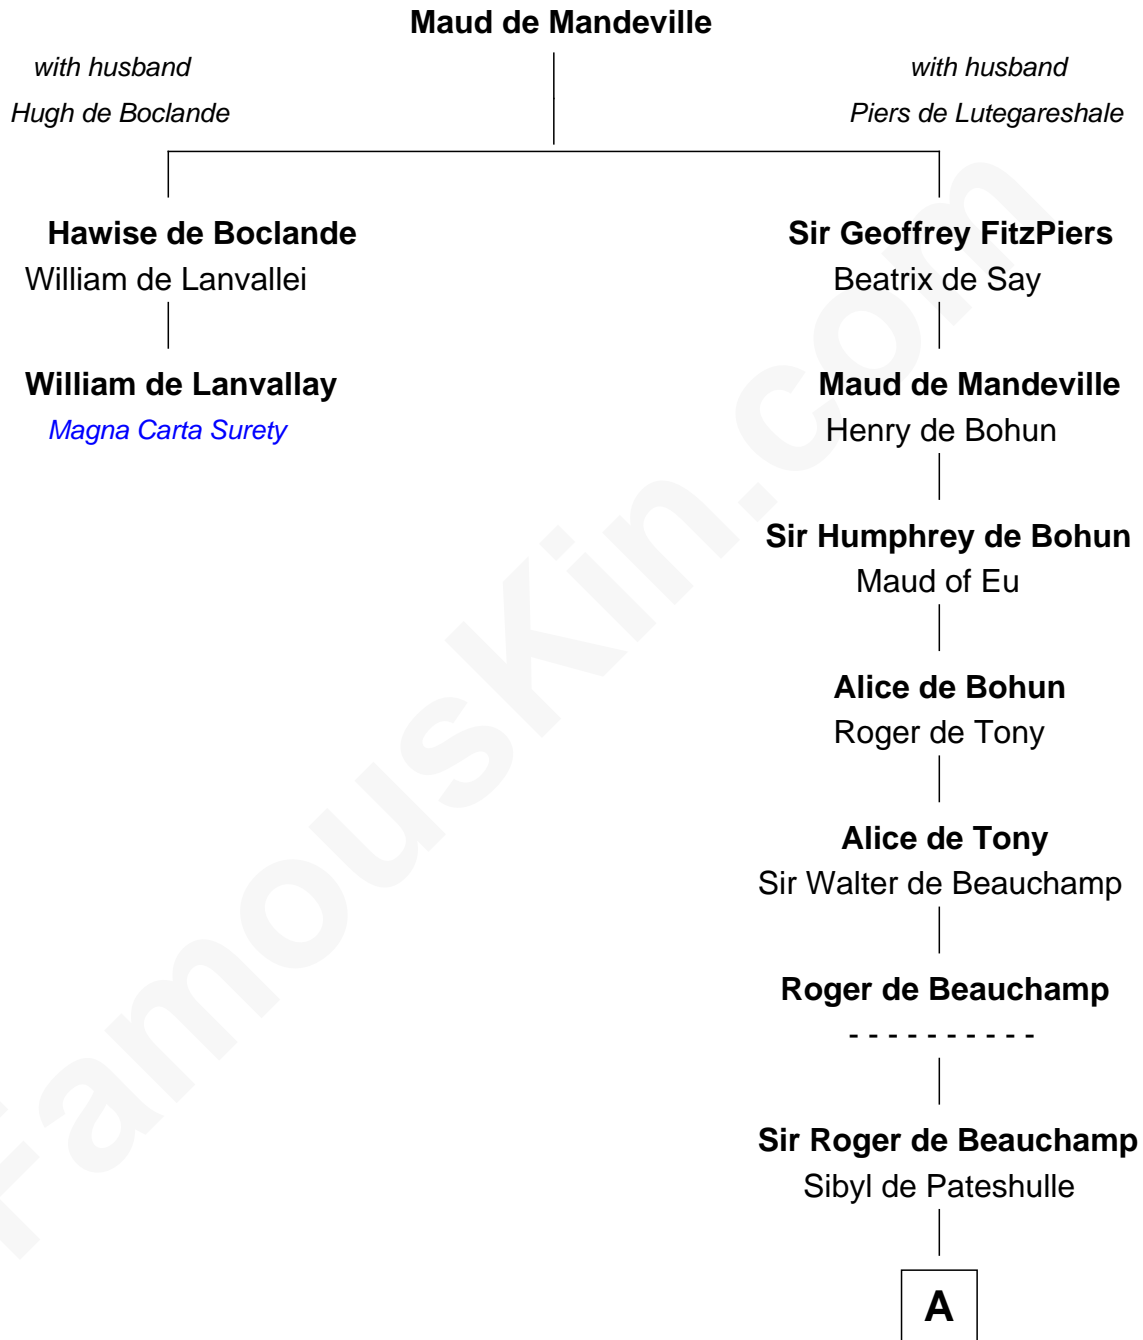 Maud de Mandeville
with husband
Hugh de Boclande
with husband
Piers de Lutegareshale
Hawise de Boclande
William de Lanvallei
Sir Geoffrey FitzPiers
Beatrix de Say
William de Lanvallay
Magna Carta Surety
Maud de Mandeville
Henry de Bohun
Sir Humphrey de Bohun
Maud of Eu
Alice de Bohun
Roger de Tony
Alice de Tony
Sir Walter de Beauchamp
Roger de Beauchamp
- - - - - - - - - -
Sir Roger de Beauchamp
Sibyl de Pateshulle
A
FamousKin.com